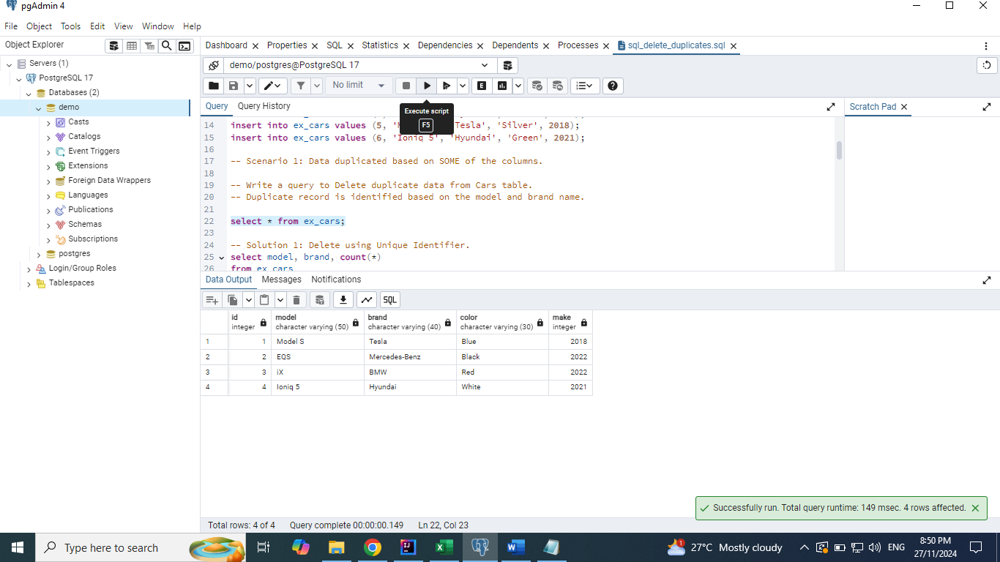 pgAdmin 4
File Object Tools Edit View Window Help
Object Explorer
Servers (1)
PostgreSQL 17
Databases (2)
demo
Casts
Catalogs
Event Triggers
Extensions
Foreign Data Wrappers
Languages
Publications
Schemas
Subscriptions
postgres
Login/Group Roles
Tablespaces
Dashboard Properties SQL Statistics Dependencies Dependents Processes sql_delete_duplicates.sql
demo/postgres@PostgreSQL 17
No limit
Execute script
F5
Query Query History
Scratch Pad
14 insert into ex_cars values (5, 'M Tesla', 'Silver', 2018);
15 insert into ex_cars values (6, 'Ioniq 5', 'Hyundai', 'Green', 2021);
16
17 -- Scenario 1: Data duplicated based on SOME of the columns.
18
19 -- Write a query to Delete duplicate data from Cars table.
20 -- Duplicate record is identified based on the model and brand name.
21
22 select * from ex_cars;
23
24 -- Solution 1: Delete using Unique Identifier.
25 select model, brand, count(*)
26 from ex_cars
Data Output Messages Notifications
SQL
id model brand color make
integer character varying (50) character varying (40) character varying (30) integer
1 1 Model S Tesla Blue 2018
2 2 EQS Mercedes-Benz Black 2022
3 3 iX BMW Red 2022
4 4 Ioniq 5 Hyundai White 2021
Successfully run. Total query runtime: 149 msec. 4 rows affected.
Total rows: 4 of 4 Query complete 00:00:00.149 Ln 22, Col 23
Type here to search
27°C Mostly cloudy
ENG
8:50 PM
27/11/2024